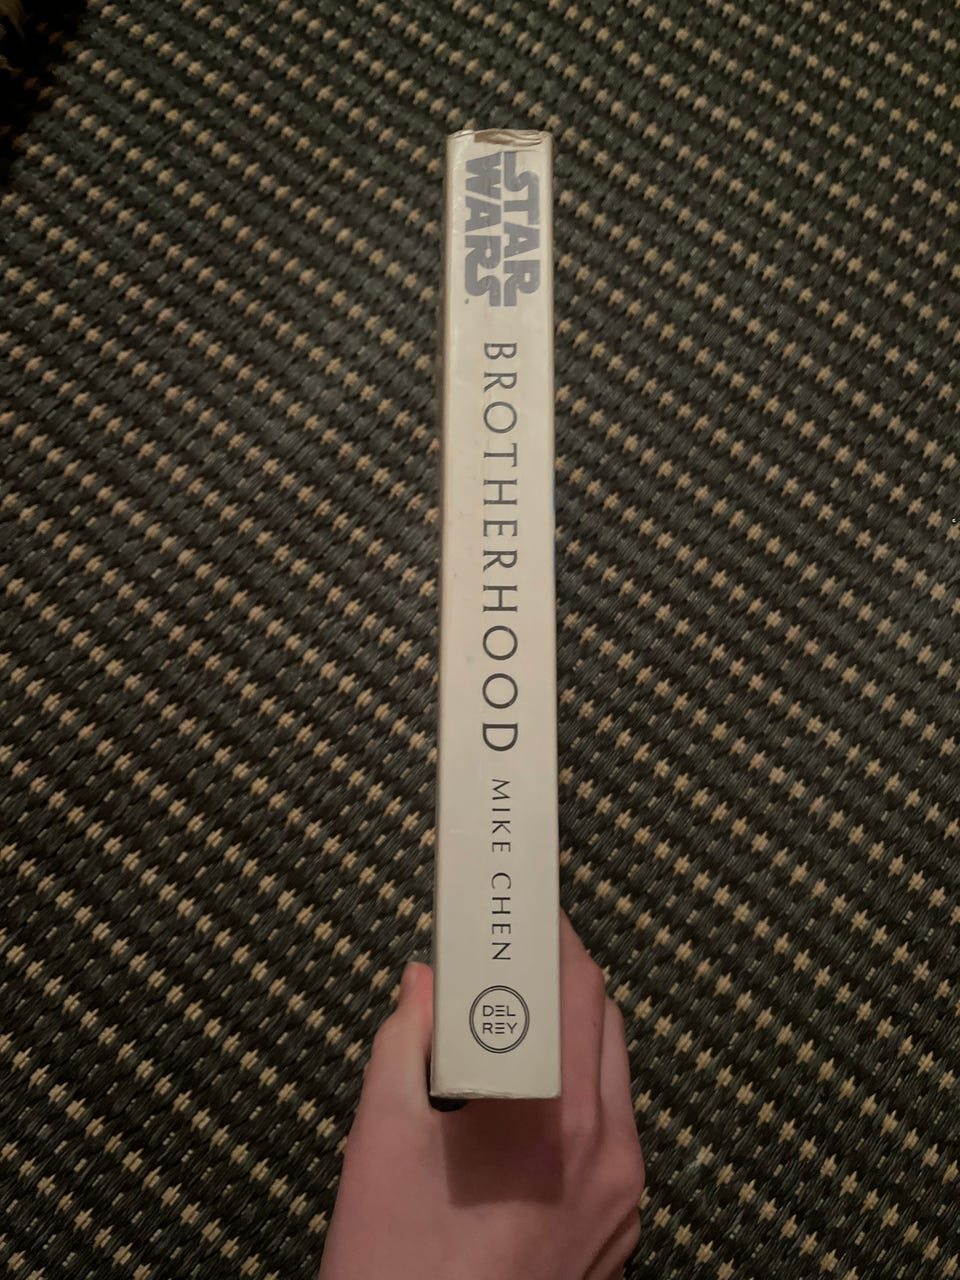 STAR
WARS
BROTHERHOOD
MIKE CHEN
DEL
REY